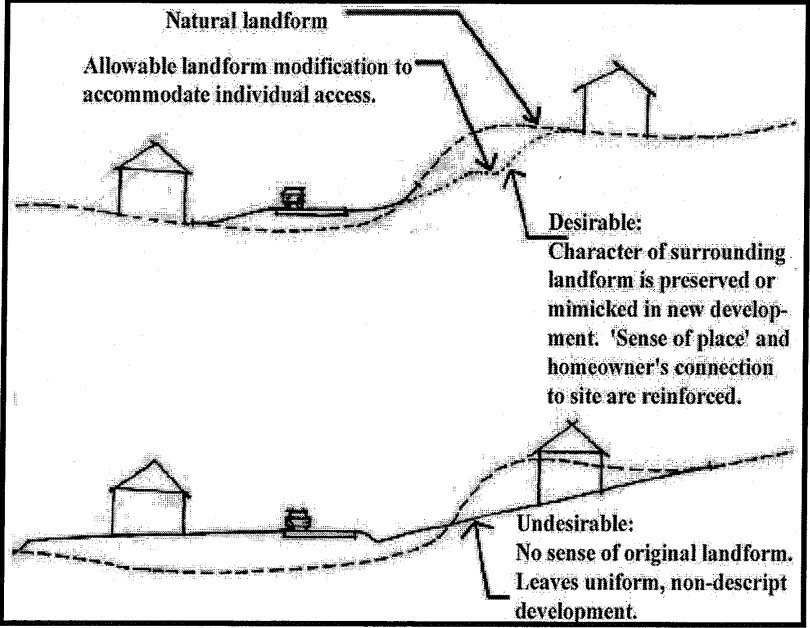 Natural landform
Allowable landform modification to
accommodate individual access.
Desirable:
Character of surrounding
landform is preserved or
mimicked in new develop-
ment. 'Sense of place' and
homeowner's connection
to site are reinforced.
Undesirable:
No sense of original landform.
Leaves uniform, non-descript
development.